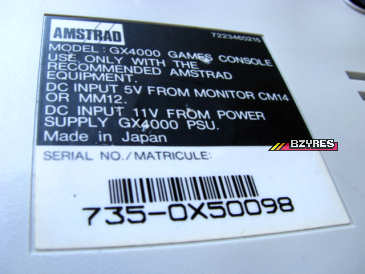 AMSTRAD 7223460215
MODEL: GX4000 GAMES CONSOLE
USE ONLY WITH THE
RECOMMENDED AMSTRAD
EQUIPMENT.
DC INPUT 5V FROM MONITOR CM14
OR MM12.
DC INPUT 11V FROM POWER
SUPPLY GX4000 PSU.
Made in Japan
BZYRES
SERIAL NO./MATRICULE:
735-0X50098